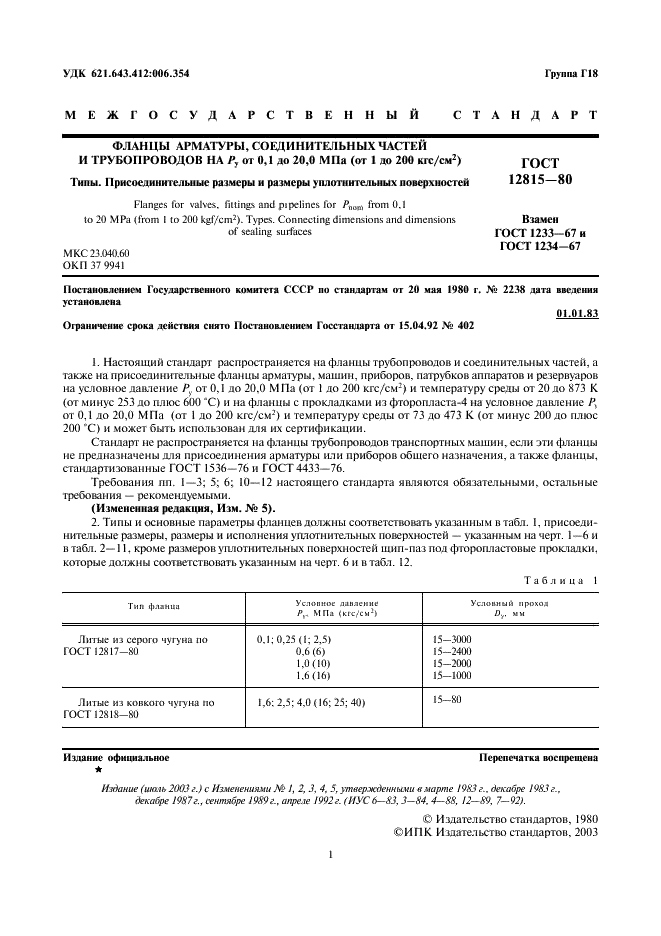 УДК 621.643.412:006.354 Группа Г18
МЕЖГОСУДАРСТВЕННЫЙ СТАНДАРТ
ФЛАНЦЫ АРМАТУРЫ, СОЕДИНИТЕЛЬНЫХ ЧАСТЕЙ
И ТРУБОПРОВОДОВ НА Pу от 0,1 до 20,0 МПа (от 1 до 200 кгс/см²)
Типы. Присоединительные размеры и размеры уплотнительных поверхностей
Flanges for valves, fittings and pipelines for Pnom from 0,1
to 20 MPa (from 1 to 200 kgf/cm²). Types. Connecting dimensions and dimensions
of sealing surfaces
МКС 23.040.60
ОКП 37 9941
ГОСТ
12815—80
Взамен
ГОСТ 1233—67 и
ГОСТ 1234—67
Постановлением Государственного комитета СССР по стандартам от 20 мая 1980 г. № 2238 дата введения
установлена
01.01.83
Ограничение срока действия снято Постановлением Госстандарта от 15.04.92 № 402
1. Настоящий стандарт распространяется на фланцы трубопроводов и соединительных частей, а
также на присоединительные фланцы арматуры, машин, приборов, патрубков аппаратов и резервуаров
на условное давление Pу от 0,1 до 20,0 МПа (от 1 до 200 кгс/см²) и температуру среды от 20 до 873 К
(от минус 253 до плюс 600 °С) и на фланцы с прокладками из фторопласта-4 на условное давление Pу
от 0,1 до 20,0 МПа (от 1 до 200 кгс/см²) и температуру среды от 73 до 473 К (от минус 200 до плюс
200 °С) и может быть использован для их сертификации.
Стандарт не распространяется на фланцы трубопроводов транспортных машин, если эти фланцы
не предназначены для присоединения арматуры или приборов общего назначения, а также фланцы,
стандартизованные ГОСТ 1536—76 и ГОСТ 4433—76.
Требования пп. 1—3; 5; 6; 10—12 настоящего стандарта являются обязательными, остальные
требования — рекомендуемыми.
(Измененная редакция, Изм. № 5).
2. Типы и основные параметры фланцев должны соответствовать указанным в табл. 1, присоеди-
нительные размеры, размеры и исполнения уплотнительных поверхностей — указанным на черт. 1—6 и
в табл. 2—11, кроме размеров уплотнительных поверхностей щип-паз под фторопластовые прокладки,
которые должны соответствовать указанным на черт. 6 и в табл. 12.
Таблица 1
Тип фланца
Условное давление
Pу, МПа (кгс/см²)
Условный проход
Dу, мм
Литые из серого чугуна по
ГОСТ 12817—80
0,1; 0,25 (1; 2,5)
0,6 (6)
1,0 (10)
1,6 (16)
15—3000
15—2400
15—2000
15—1000
Литые из ковкого чугуна по
ГОСТ 12818—80
1,6; 2,5; 4,0 (16; 25; 40)
15—80
Издание официальное Перепечатка воспрещена
★
Издание (июль 2003 г.) с Изменениями № 1, 2, 3, 4, 5, утвержденными в марте 1983 г., декабре 1983 г.,
декабре 1987 г., сентябре 1989 г., апреле 1992 г. (ИУС 6—83, 3—84, 4—88, 12—89, 7—92).
© Издательство стандартов, 1980
©ИПК Издательство стандартов, 2003
1